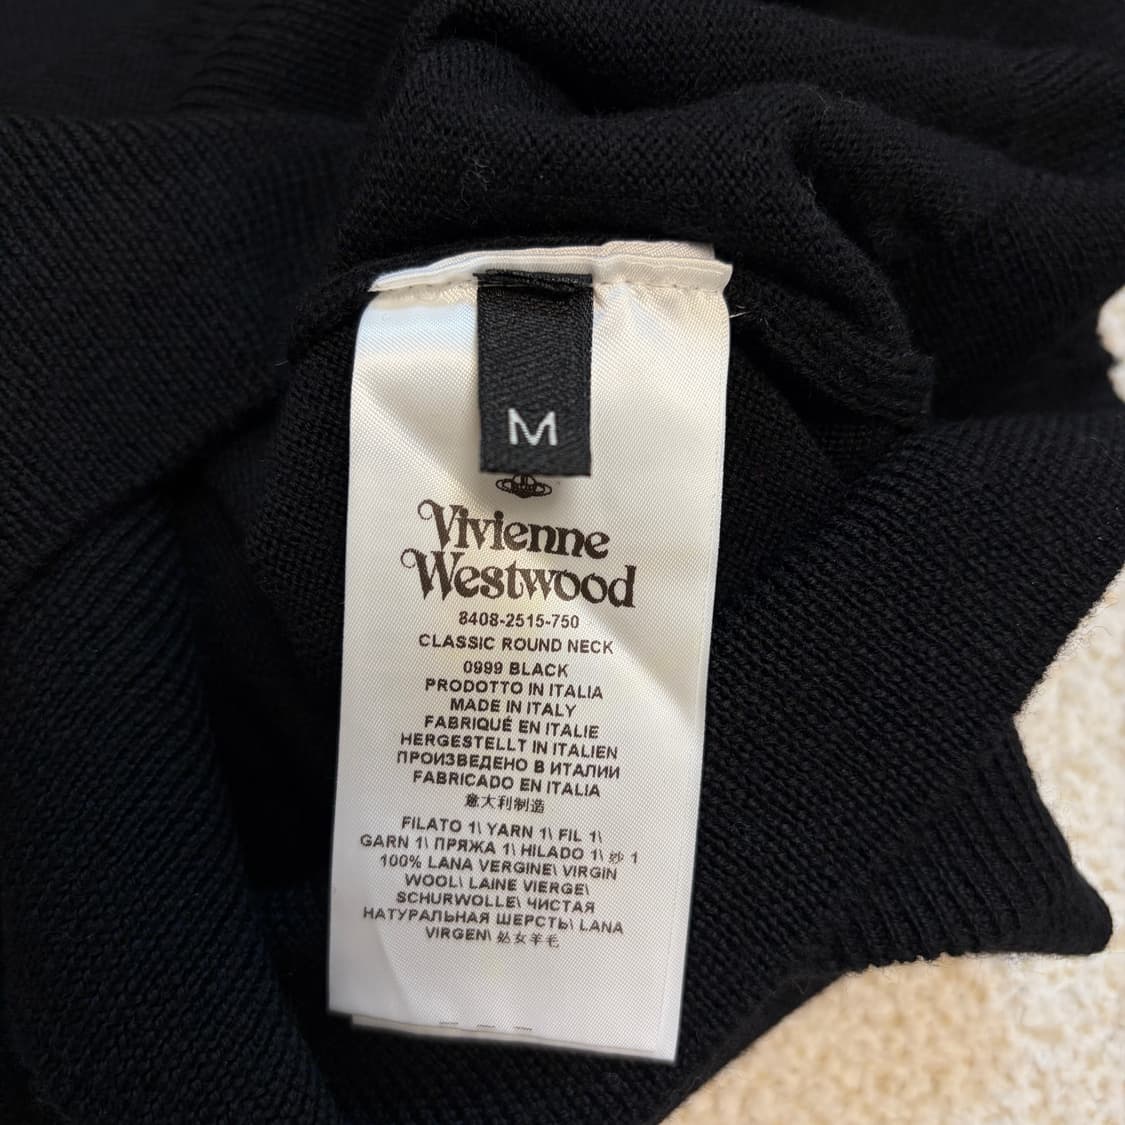 M
Vivienne
Westwood
8408-2515-750
CLASSIC ROUND NECK
0999 BLACK
PRODOTTO IN ITALIA
MADE IN ITALY
FABRIQUÉ EN ITALIE
HERGESTELLT IN ITALIEN
ПРОИЗВЕДЕНО В ИТАЛИИ
FABRICADO EN ITALIA
意大利制造
FILATO 1\ YARN 1\ FIL 1\
GARN 1\ ПРЯЖА 1\ HILADO 1\ 纱 1
100% LANA VERGINE\ VIRGIN
WOOL\ LAINE VIERGE\
SCHURWOLLE\ ЧИСТАЯ
НАТУРАЛЬНАЯ ШЕРСТЬ\ LANA
VIRGEN\ 处女羊毛